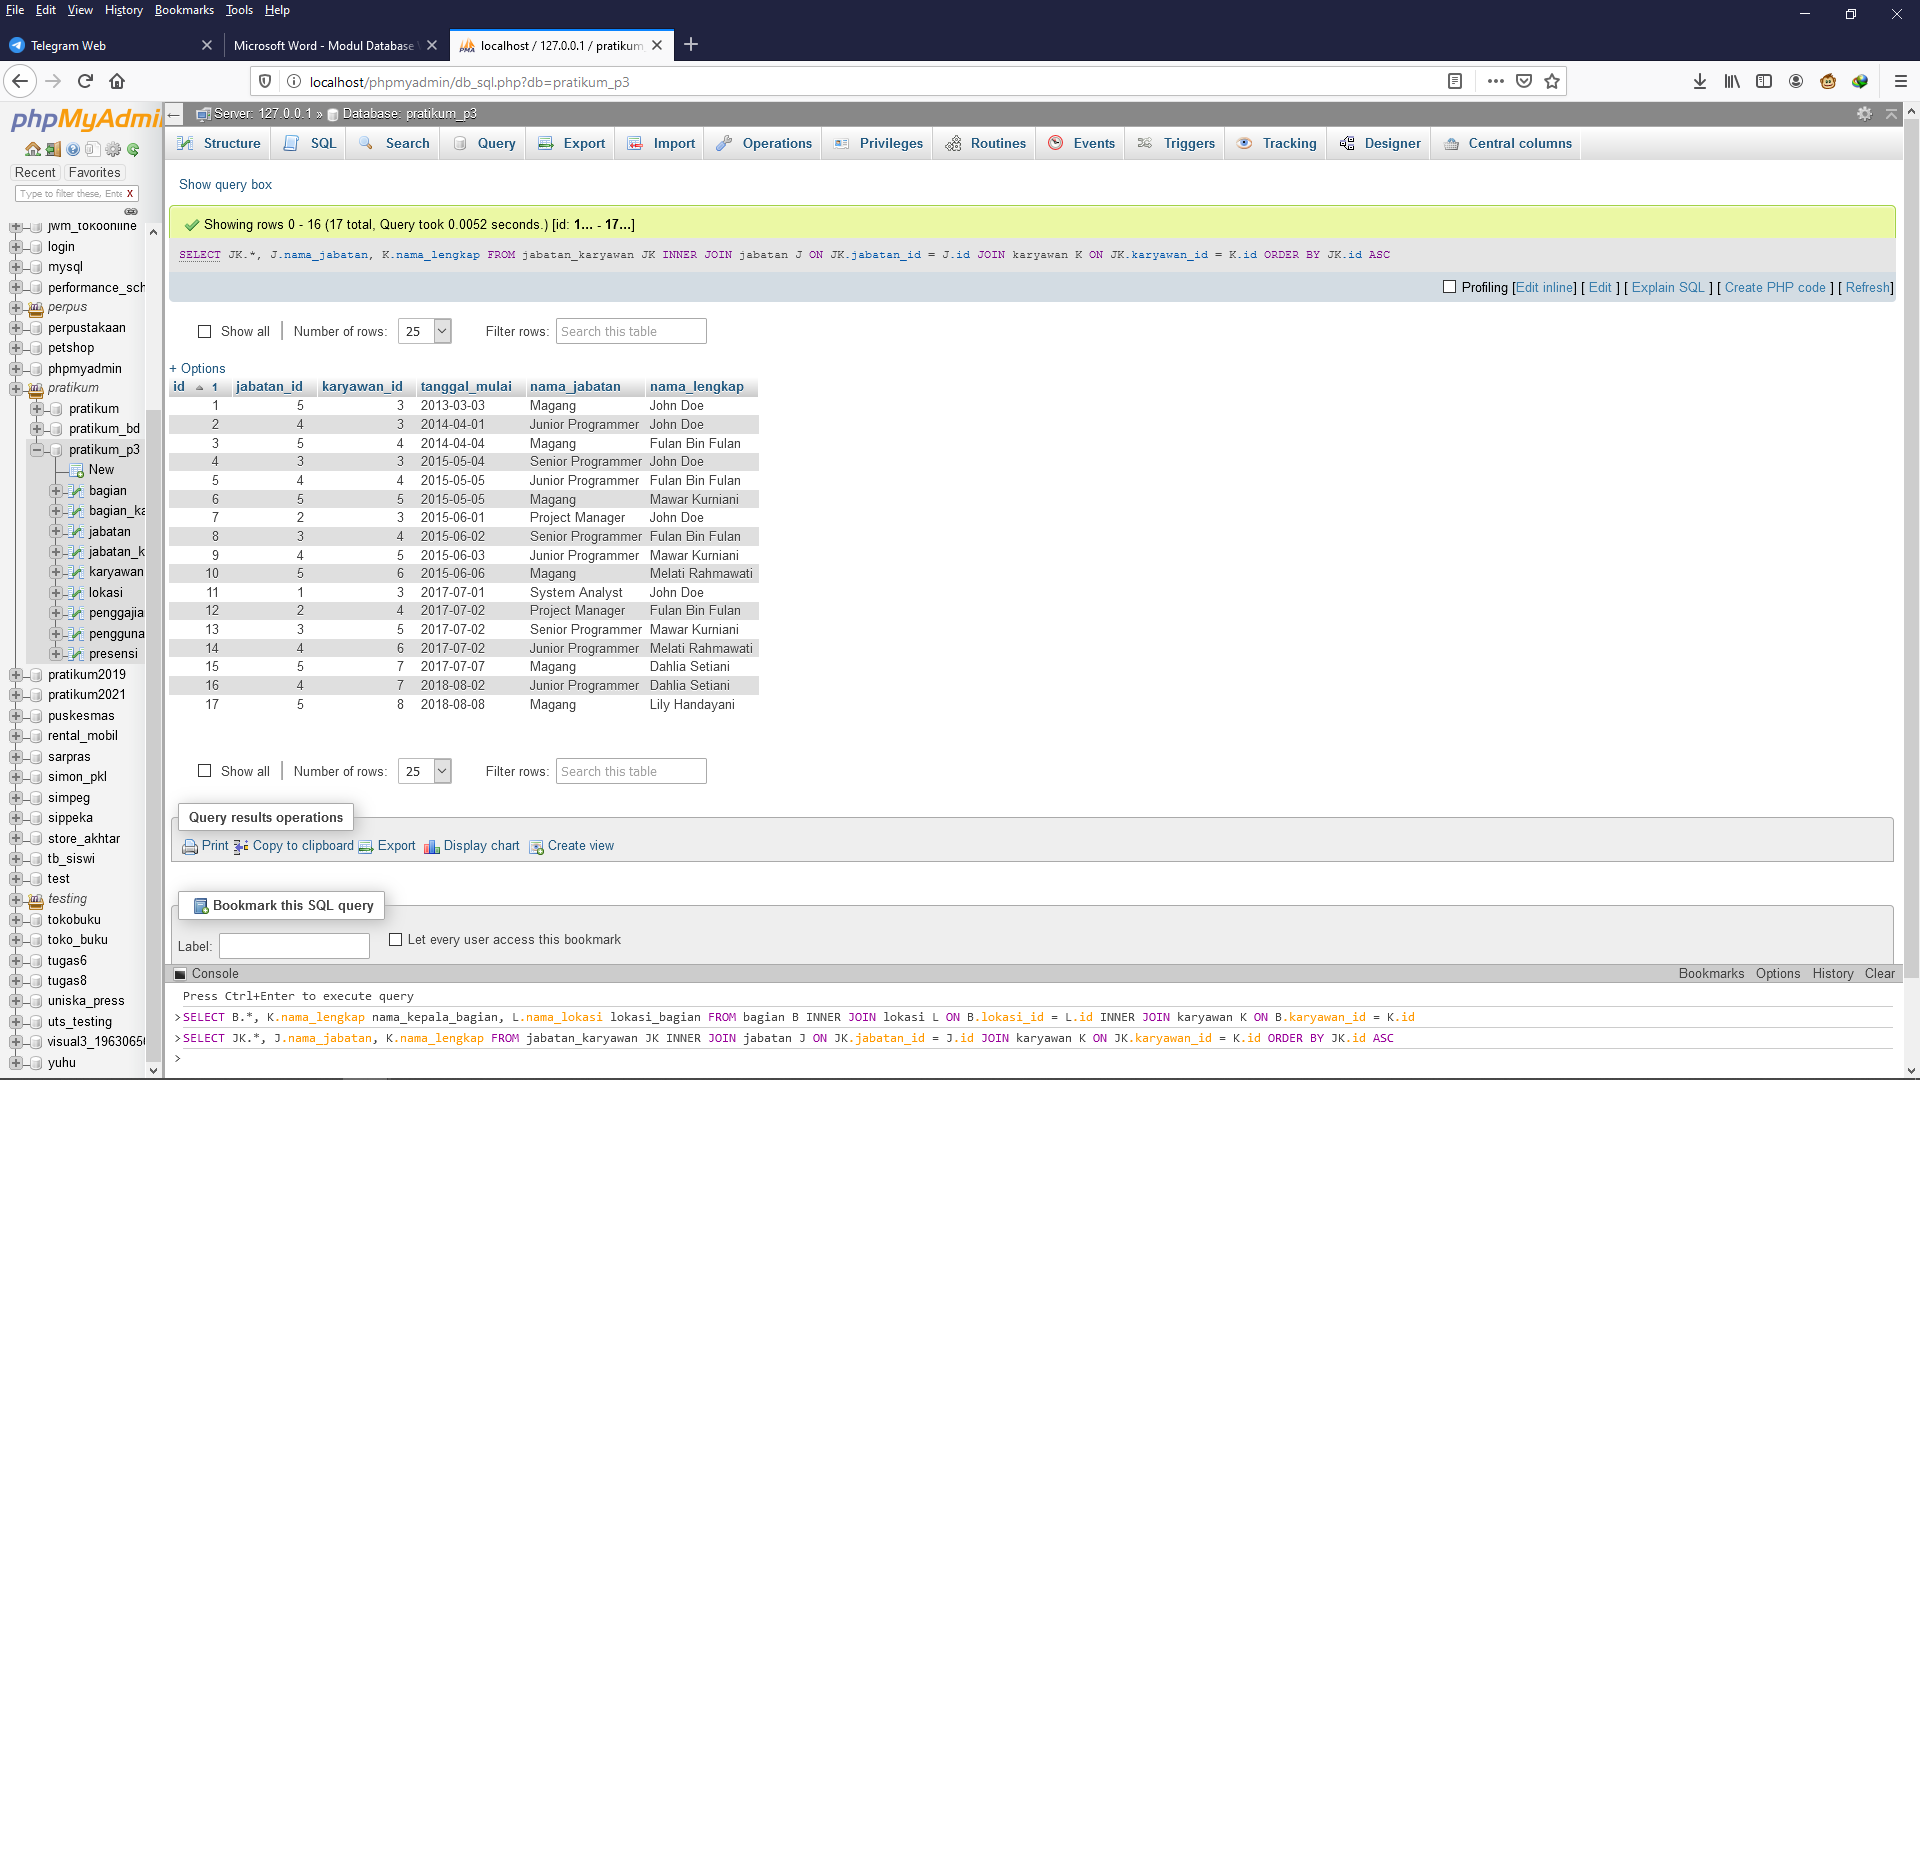 File Edit View History Bookmarks Tools Help
Telegram Web
Microsoft Word - Modul Database
localhost / 127.0.0.1 / pratikum_
localhost/phpmyadmin/db_sql.php?db=pratikum_p3
phpMyAdmi
Recent Favorites
Type to filter these, Ente X
jwm_tokoonline
login
mysql
performance_sch
perpus
perpustakaan
petshop
phpmyadmin
pratikum
pratikum
pratikum_bd
pratikum_p3
New
bagian
bagian_ka
jabatan
jabatan_k
karyawan
lokasi
penggajia
pengguna
presensi
pratikum2019
pratikum2021
puskesmas
rental_mobil
sarpras
simon_pkl
simpeg
sippeka
store_akhtar
tb_siswi
test
testing
tokobuku
toko_buku
tugas6
tugas8
uniska_press
uts_testing
visual3_1963065
yuhu
Server: 127.0.0.1 » Database: pratikum_p3
Structure SQL Search Query Export Import Operations Privileges Routines Events Triggers Tracking Designer Central columns
Show query box
Showing rows 0 - 16 (17 total, Query took 0.0052 seconds.) [id: 1... - 17...]
SELECT JK.*, J.nama_jabatan, K.nama_lengkap FROM jabatan_karyawan JK INNER JOIN jabatan J ON JK.jabatan_id = J.id JOIN karyawan K ON JK.karyawan_id = K.id ORDER BY JK.id ASC
Profiling [Edit inline] [ Edit ] [ Explain SQL ] [ Create PHP code ] [ Refresh]
Show all Number of rows: 25 Filter rows: Search this table
+ Options
id 1 jabatan_id karyawan_id tanggal_mulai nama_jabatan nama_lengkap
1 5 3 2013-03-03 Magang John Doe
2 4 3 2014-04-01 Junior Programmer John Doe
3 5 4 2014-04-04 Magang Fulan Bin Fulan
4 3 3 2015-05-04 Senior Programmer John Doe
5 4 4 2015-05-05 Junior Programmer Fulan Bin Fulan
6 5 5 2015-05-05 Magang Mawar Kurniani
7 2 3 2015-06-01 Project Manager John Doe
8 3 4 2015-06-02 Senior Programmer Fulan Bin Fulan
9 4 5 2015-06-03 Junior Programmer Mawar Kurniani
10 5 6 2015-06-06 Magang Melati Rahmawati
11 1 3 2017-07-01 System Analyst John Doe
12 2 4 2017-07-02 Project Manager Fulan Bin Fulan
13 3 5 2017-07-02 Senior Programmer Mawar Kurniani
14 4 6 2017-07-02 Junior Programmer Melati Rahmawati
15 5 7 2017-07-07 Magang Dahlia Setiani
16 4 7 2018-08-02 Junior Programmer Dahlia Setiani
17 5 8 2018-08-08 Magang Lily Handayani
Show all Number of rows: 25 Filter rows: Search this table
Query results operations
Print Copy to clipboard Export Display chart Create view
Bookmark this SQL query
Label: Let every user access this bookmark
Console Bookmarks Options History Clear
Press Ctrl+Enter to execute query
>SELECT B.*, K.nama_lengkap nama_kepala_bagian, L.nama_lokasi lokasi_bagian FROM bagian B INNER JOIN lokasi L ON B.lokasi_id = L.id INNER JOIN karyawan K ON B.karyawan_id = K.id
>SELECT JK.*, J.nama_jabatan, K.nama_lengkap FROM jabatan_karyawan JK INNER JOIN jabatan J ON JK.jabatan_id = J.id JOIN karyawan K ON JK.karyawan_id = K.id ORDER BY JK.id ASC
>